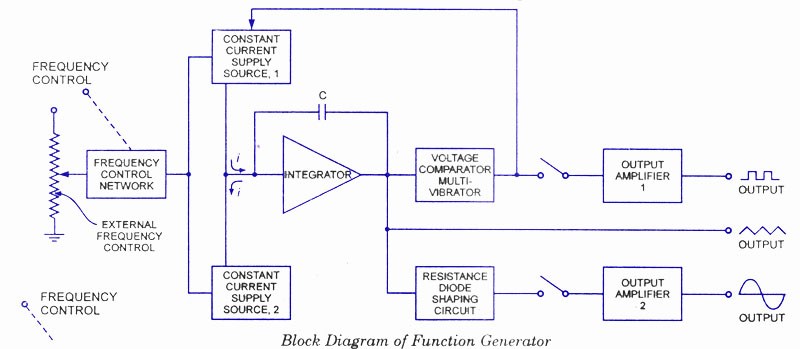 CONSTANT
CURRENT
SUPPLY
SOURCE, 1
FREQUENCY
CONTROL
C
FREQUENCY
CONTROL
NETWORK
i
i
INTEGRATOR
VOLTAGE
COMPARATOR
MULTI-
VIBRATOR
OUTPUT
AMPLIFIER
1
OUTPUT
EXTERNAL
FREQUENCY
CONTROL
OUTPUT
CONSTANT
CURRENT
SUPPLY
SOURCE, 2
RESISTANCE
DIODE
SHAPING
CIRCUIT
OUTPUT
AMPLIFIER
2
OUTPUT
FREQUENCY
CONTROL
Block Diagram of Function Generator